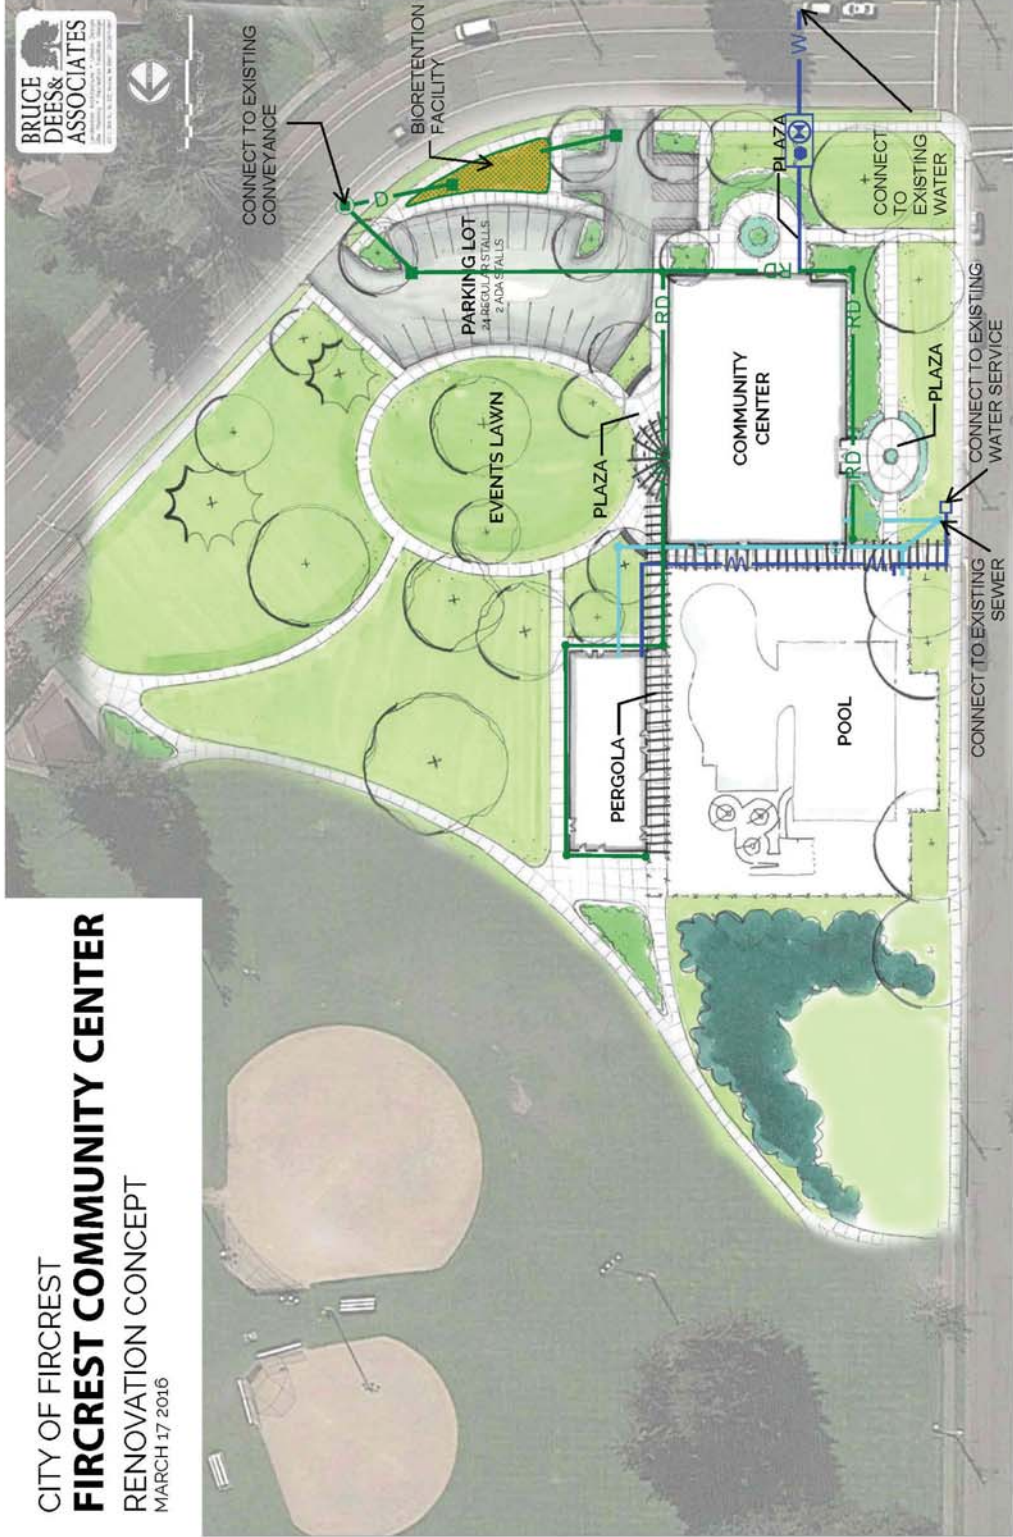 CITY OF FIRCREST
FIRCREST COMMUNITY CENTER
RENOVATION CONCEPT
MARCH 17 2016
BRUCE
DEES&
ASSOCIATES
CONNECT TO EXISTING
CONVEYANCE
BIORETENTION
FACILITY
D
PARKING LOT
24 REGULAR STALLS
2 ADA STALLS
EVENTS LAWN
PLAZA
COMMUNITY
CENTER
RD
RD
RD
RD
PLAZA
W
CONNECT
TO
EXISTING
WATER
PLAZA
CONNECT TO EXISTING
WATER SERVICE
CONNECT TO EXISTING
SEWER
W
W
PERGOLA
POOL